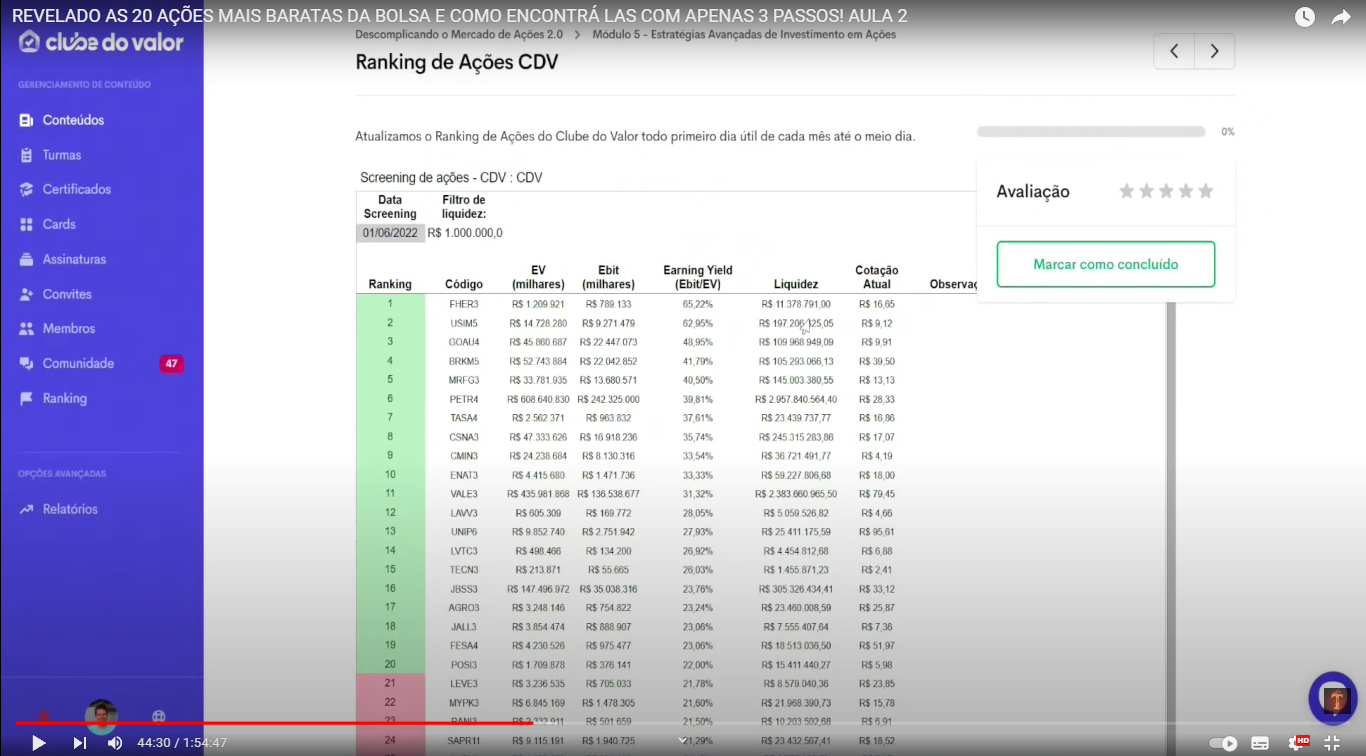 REVELADO AS 20 AÇÕES MAIS BARATAS DA BOLSA E COMO ENCONTRÁ LAS COM APENAS 3 PASSOS! AULA 2
clube do valor
GERENCIAMENTO DE CONTEÚDO
Conteúdos
Turmas
Certificados
Cards
Assinaturas
Convites
Membros
Comunidade 47
Ranking
OPÇÕES AVANÇADAS
Relatórios
Descomplicando o Mercado de Ações 2.0 > Módulo 5 - Estratégias Avançadas de Investimento em Ações
Ranking de Ações CDV
Atualizamos o Ranking de Ações do Clube do Valor todo primeiro dia útil de cada mês até o meio dia.
0%
Avaliação
Marcar como concluído
Screening de ações - CDV : CDV
Data Screening Filtro de liquidez:
01/06/2022 R$ 1.000.000,0
Ranking Código EV (milhares) Ebit (milhares) Earning Yield (Ebit/EV) Liquidez Cotação Atual
1 FHER3 R$ 1.209.921 R$ 789.133 65,22% R$ 11.378.791,00 R$ 16,65
2 USIM5 R$ 14.728.280 R$ 9.271.479 62,95% R$ 9,12
3 GOAU4 R$ 45.860.687 R$ 22.447.073 48,95% R$ 109.968.949,09 R$ 9,91
4 BRKM5 R$ 52.743.884 R$ 22.042.852 41,79% R$ 105.293.066,13 R$ 39,50
5 MRFG3 R$ 33.781.935 R$ 13.680.571 40,50% R$ 145.003.380,55 R$ 13,13
6 PETR4 R$ 608.640.830 R$ 242.325.000 39,81% R$ 2.957.840.564,40 R$ 28,33
7 TASA4 R$ 2.562.371 R$ 963.832 37,61% R$ 23.439.737,77 R$ 16,86
8 CSNA3 R$ 47.333.626 R$ 16.918.236 35,74% R$ 245.315.283,86 R$ 17,07
9 CMIN3 R$ 24.238.684 R$ 8.130.316 33,54% R$ 36.721.491,77 R$ 4,19
10 ENAT3 R$ 4.415.680 R$ 1.471.736 33,33% R$ 59.227.806,68 R$ 18,00
11 VALE3 R$ 435.981.868 R$ 136.538.677 31,32% R$ 2.383.660.965,50 R$ 79,45
12 LAVV3 R$ 605.309 R$ 169.772 28,05% R$ 5.059.526,82 R$ 4,66
13 UNIP6 R$ 9.852.740 R$ 2.751.942 27,93% R$ 25.411.175,59 R$ 95,61
14 LVTC3 R$ 498.466 R$ 134.200 26,92% R$ 4.454.812,68 R$ 6,88
15 TECN3 R$ 213.871 R$ 55.665 26,03% R$ 1.455.871,23 R$ 2,41
16 JBSS3 R$ 147.496.972 R$ 35.038.316 23,76% R$ 305.326.434,41 R$ 33,12
17 AGRO3 R$ 3.248.146 R$ 754.822 23,24% R$ 23.460.008,59 R$ 25,87
18 JALL3 R$ 3.854.474 R$ 888.907 23,06% R$ 7.555.407,64 R$ 7,36
19 FESA4 R$ 4.230.526 R$ 975.477 23,06% R$ 18.513.036,50 R$ 51,97
20 POSI3 R$ 1.709.878 R$ 376.141 22,00% R$ 15.411.440,27 R$ 5,98
21 LEVE3 R$ 3.236.535 R$ 705.033 21,78% R$ 8.579.040,36 R$ 23,85
22 MYPK3 R$ 6.845.169 R$ 1.478.305 21,60% R$ 21.968.390,73 R$ 15,78
23 RANI3 R$ 2.332.911 R$ 501.659 21,50% R$ 10.203.502,68 R$ 6,91
24 SAPR11 R$ 9.115.191 R$ 1.940.725 21,29% R$ 23.432.567,41 R$ 18,52
44:30 / 1:54:47
HD